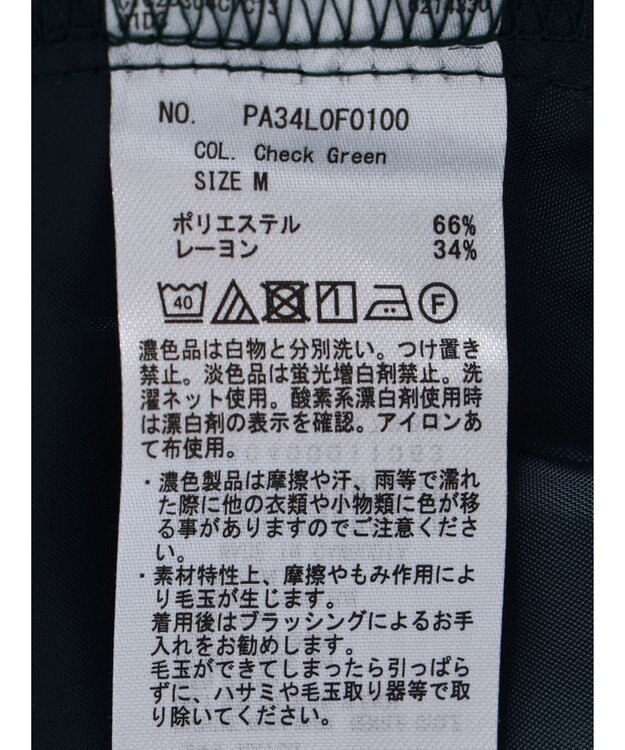 NO. PA34L0F0100
COL. Check Green
SIZE M
ポリエステル 66%
レーヨン 34%
40 F
濃色品は白物と分別洗い。つけ置き
禁止。淡色品は蛍光増白剤禁止。洗
濯ネット使用。酸素系漂白剤使用時
は漂白剤の表示を確認。アイロンあ
て布使用。
・濃色製品は摩擦や汗、雨等で濡れ
た際に他の衣類や小物類に色が移
る事がありますのでご注意くださ
い。
・素材特性上、摩擦やもみ作用によ
り毛玉が生じます。
着用後はブラッシングによるお手
入れをお勧めします。
毛玉ができてしまったら引っぱら
ずに、ハサミや毛玉取り器等で取
り除いてください。